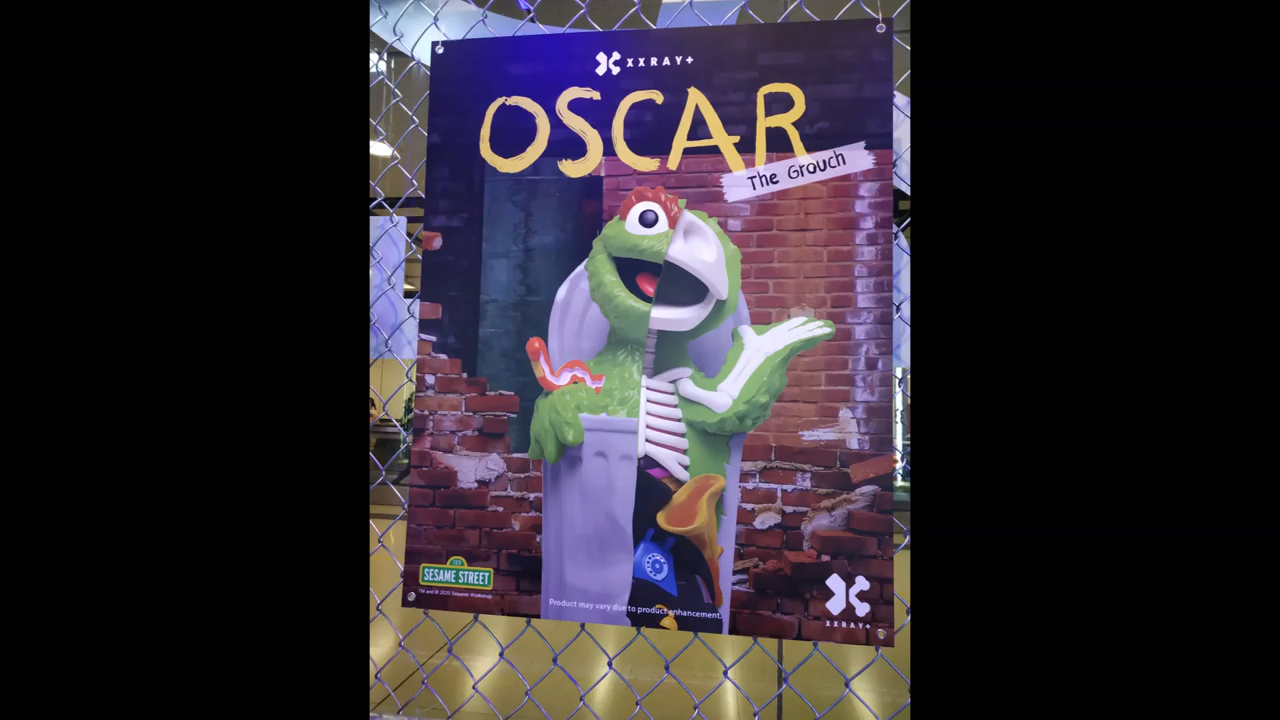 XXRAY+
OSCAR
The Grouch
123
SESAME STREET
TM and © 2020 Sesame Workshop
Product may vary due to product enhancement.
XXRAY+